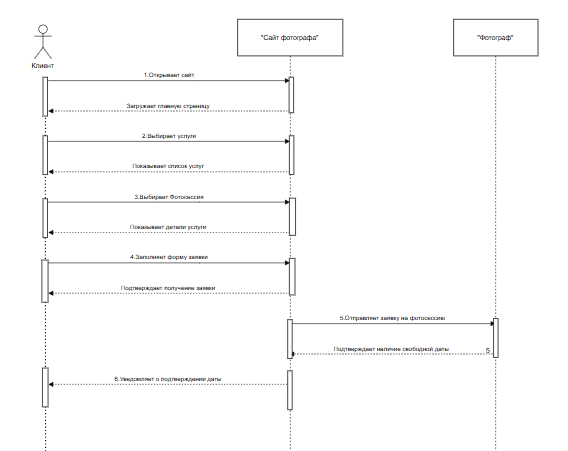 "Сайт фотографа"
"Фотограф"
Клиент
1.Открывает сайт
Загружает главную страницу
2.Выбирает услуги
Показывает список услуг
3.Выбирает Фотосессия
Показывает детали услуги
4.Заполняет форму заявки
Подтверждает получение заявки
5.Отправляет заявку на фотосессию
Подтверждает наличие свободной даты
5
6.Уведомляет о подтверждении даты